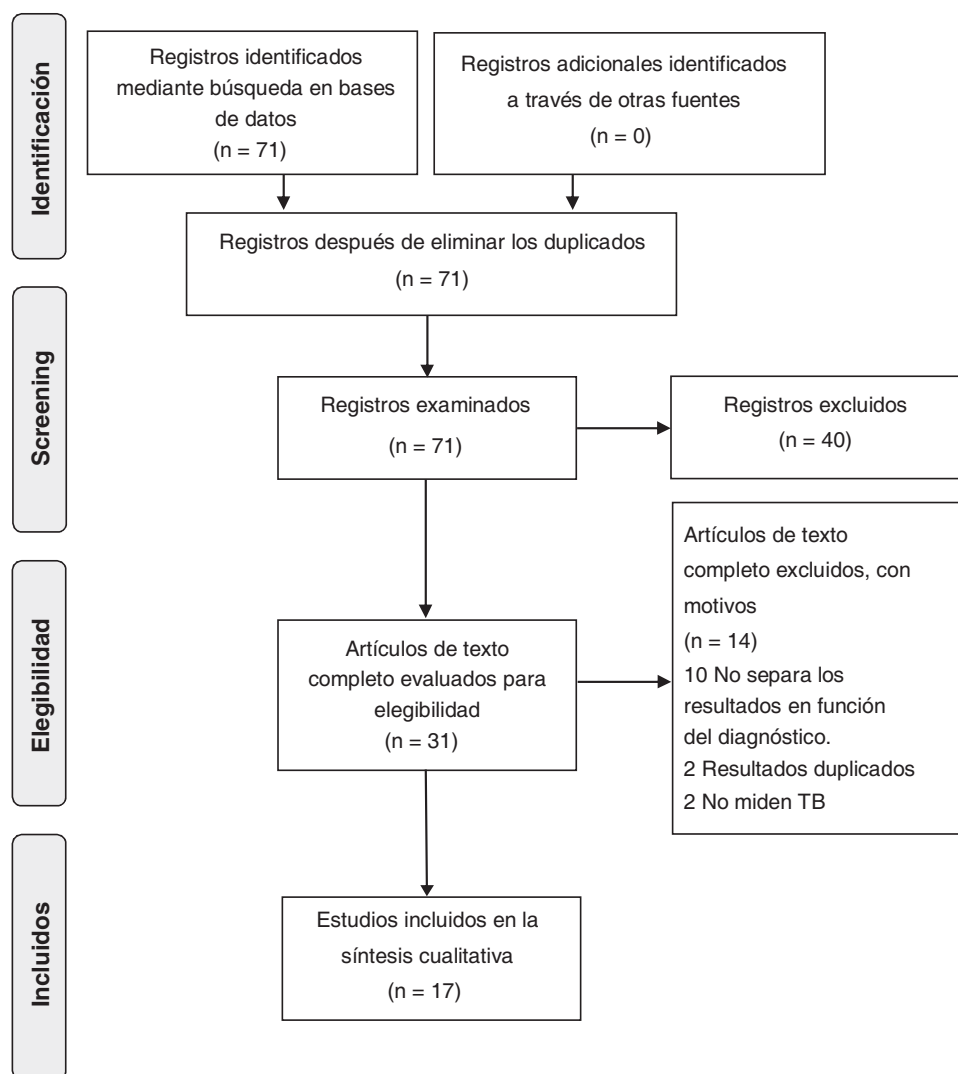 Identificación
Registros identificados
mediante búsqueda en bases
de datos
(n = 71)
Registros adicionales identificados
a través de otras fuentes
(n = 0)
Registros después de eliminar los duplicados
(n = 71)
Screening
Registros examinados
(n = 71)
Registros excluidos
(n = 40)
Elegibilidad
Artículos de texto
completo evaluados para
elegibilidad
(n = 31)
Artículos de texto
completo excluidos, con
motivos
(n = 14)
10 No separa los
resultados en función
del diagnóstico.
2 Resultados duplicados
2 No miden TB
Incluidos
Estudios incluidos en la
síntesis cualitativa
(n = 17)